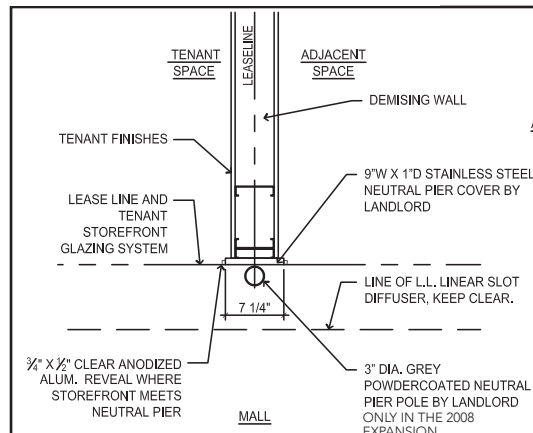 TENANT
SPACE
LEASELINE
ADJACENT
SPACE
DEMISING WALL
TENANT FINISHES
9"W X 1"D STAINLESS STEEL
NEUTRAL PIER COVER BY
LANDLORD
LEASE LINE AND
TENANT
STOREFRONT
GLAZING SYSTEM
LINE OF L.L. LINEAR SLOT
DIFFUSER, KEEP CLEAR.
7 1/4"
¾" X ½" CLEAR ANODIZED
ALUM. REVEAL WHERE
STOREFRONT MEETS
NEUTRAL PIER
3" DIA. GREY
POWDERCOATED NEUTRAL
PIER POLE BY LANDLORD
ONLY IN THE 2008
EXPANSION
MALL